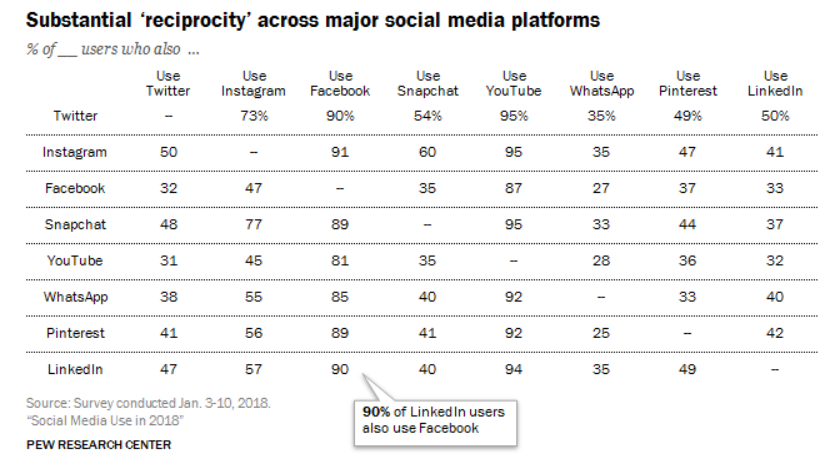 Substantial ‘reciprocity’ across major social media platforms
% of __ users who also ...
Use Twitter Use Instagram Use Facebook Use Snapchat Use YouTube Use WhatsApp Use Pinterest Use LinkedIn
Twitter -- 73% 90% 54% 95% 35% 49% 50%
Instagram 50 -- 91 60 95 35 47 41
Facebook 32 47 -- 35 87 27 37 33
Snapchat 48 77 89 -- 95 33 44 37
YouTube 31 45 81 35 -- 28 36 32
WhatsApp 38 55 85 40 92 -- 33 40
Pinterest 41 56 89 41 92 25 -- 42
LinkedIn 47 57 90 40 94 35 49 --
90% of LinkedIn users
also use Facebook
Source: Survey conducted Jan. 3-10, 2018.
“Social Media Use in 2018”
PEW RESEARCH CENTER